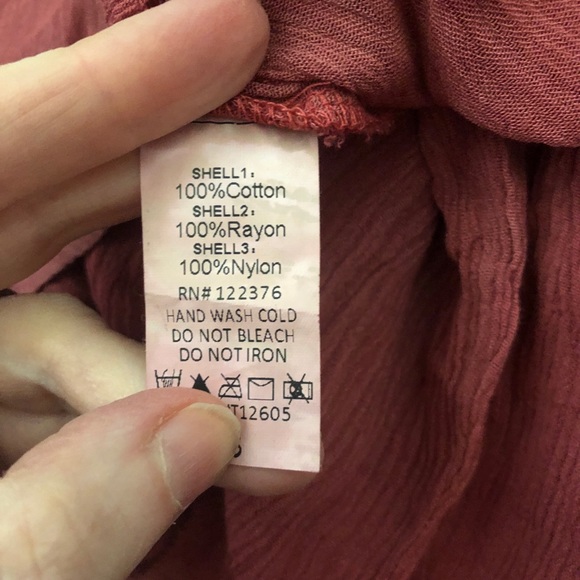 SHELL1:
100%Cotton
SHELL2:
100%Rayon
SHELL3:
100%Nylon
RN# 122376
HAND WASH COLD
DO NOT BLEACH
DO NOT IRON